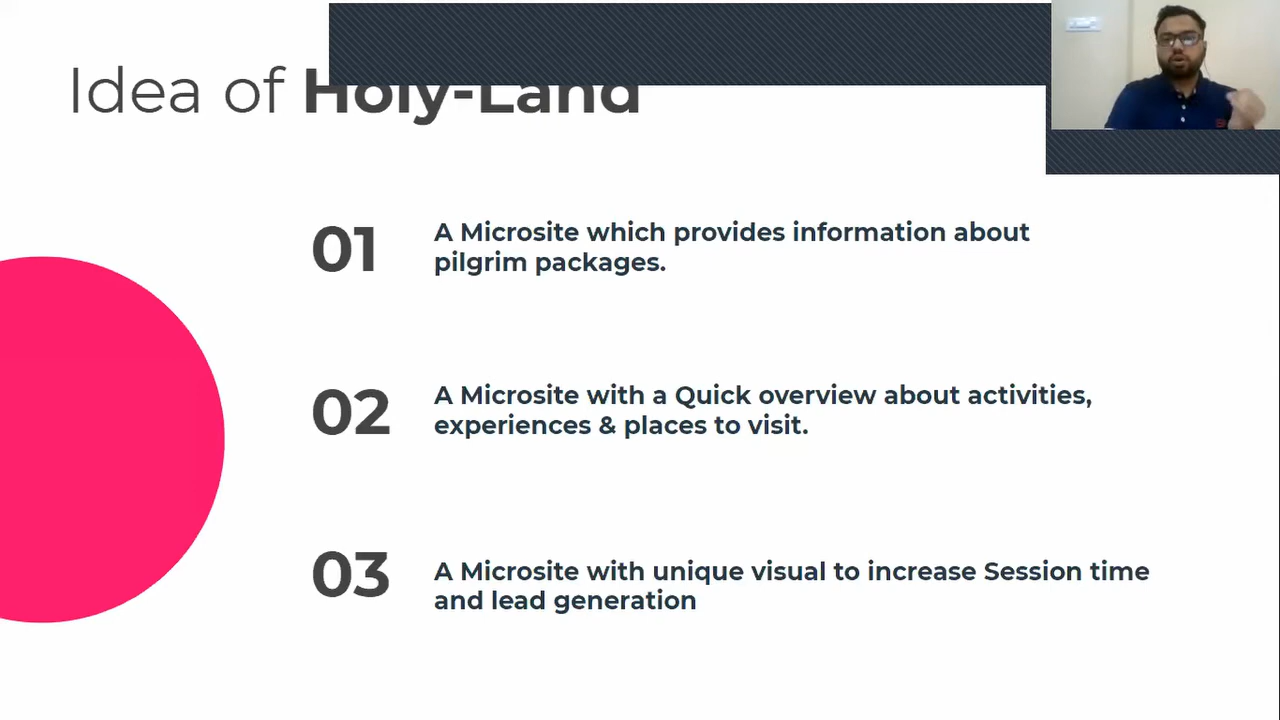 Idea of Holy-Land
01
A Microsite which provides information about
pilgrim packages.
02
A Microsite with a Quick overview about activities,
experiences & places to visit.
03
A Microsite with unique visual to increase Session time
and lead generation